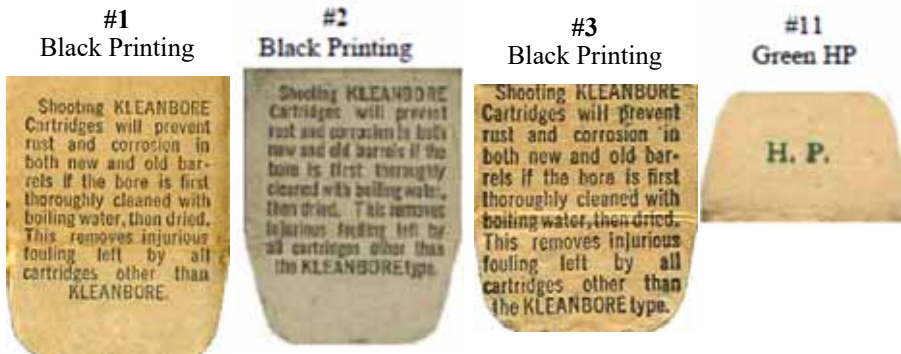 #1
Black Printing
Shooting KLEANBORE
Cartridges will prevent
rust and corrosion in
both new and old bar-
rels if the bore is first
thoroughly cleaned with
boiling water, then dried.
This removes injurious
fouling left by all
cartridges other than
KLEANBORE.
#2
Black Printing
Shooting KLEANBORE
Cartridges will prevent
rust and corrosion in both
new and old barrels if the
bore is first thoroughly
cleaned with boiling water,
then dried. This removes
injurious fouling left by
all cartridges other than
the KLEANBORE type.
#3
Black Printing
Shooting KLEANBORE
Cartridges will prevent
rust and corrosion in
both new and old bar-
rels if the bore is first
thoroughly cleaned with
boiling water, then dried.
This removes injurious
fouling left by all
cartridges other than
the KLEANBORE type.
#11
Green HP
H. P.